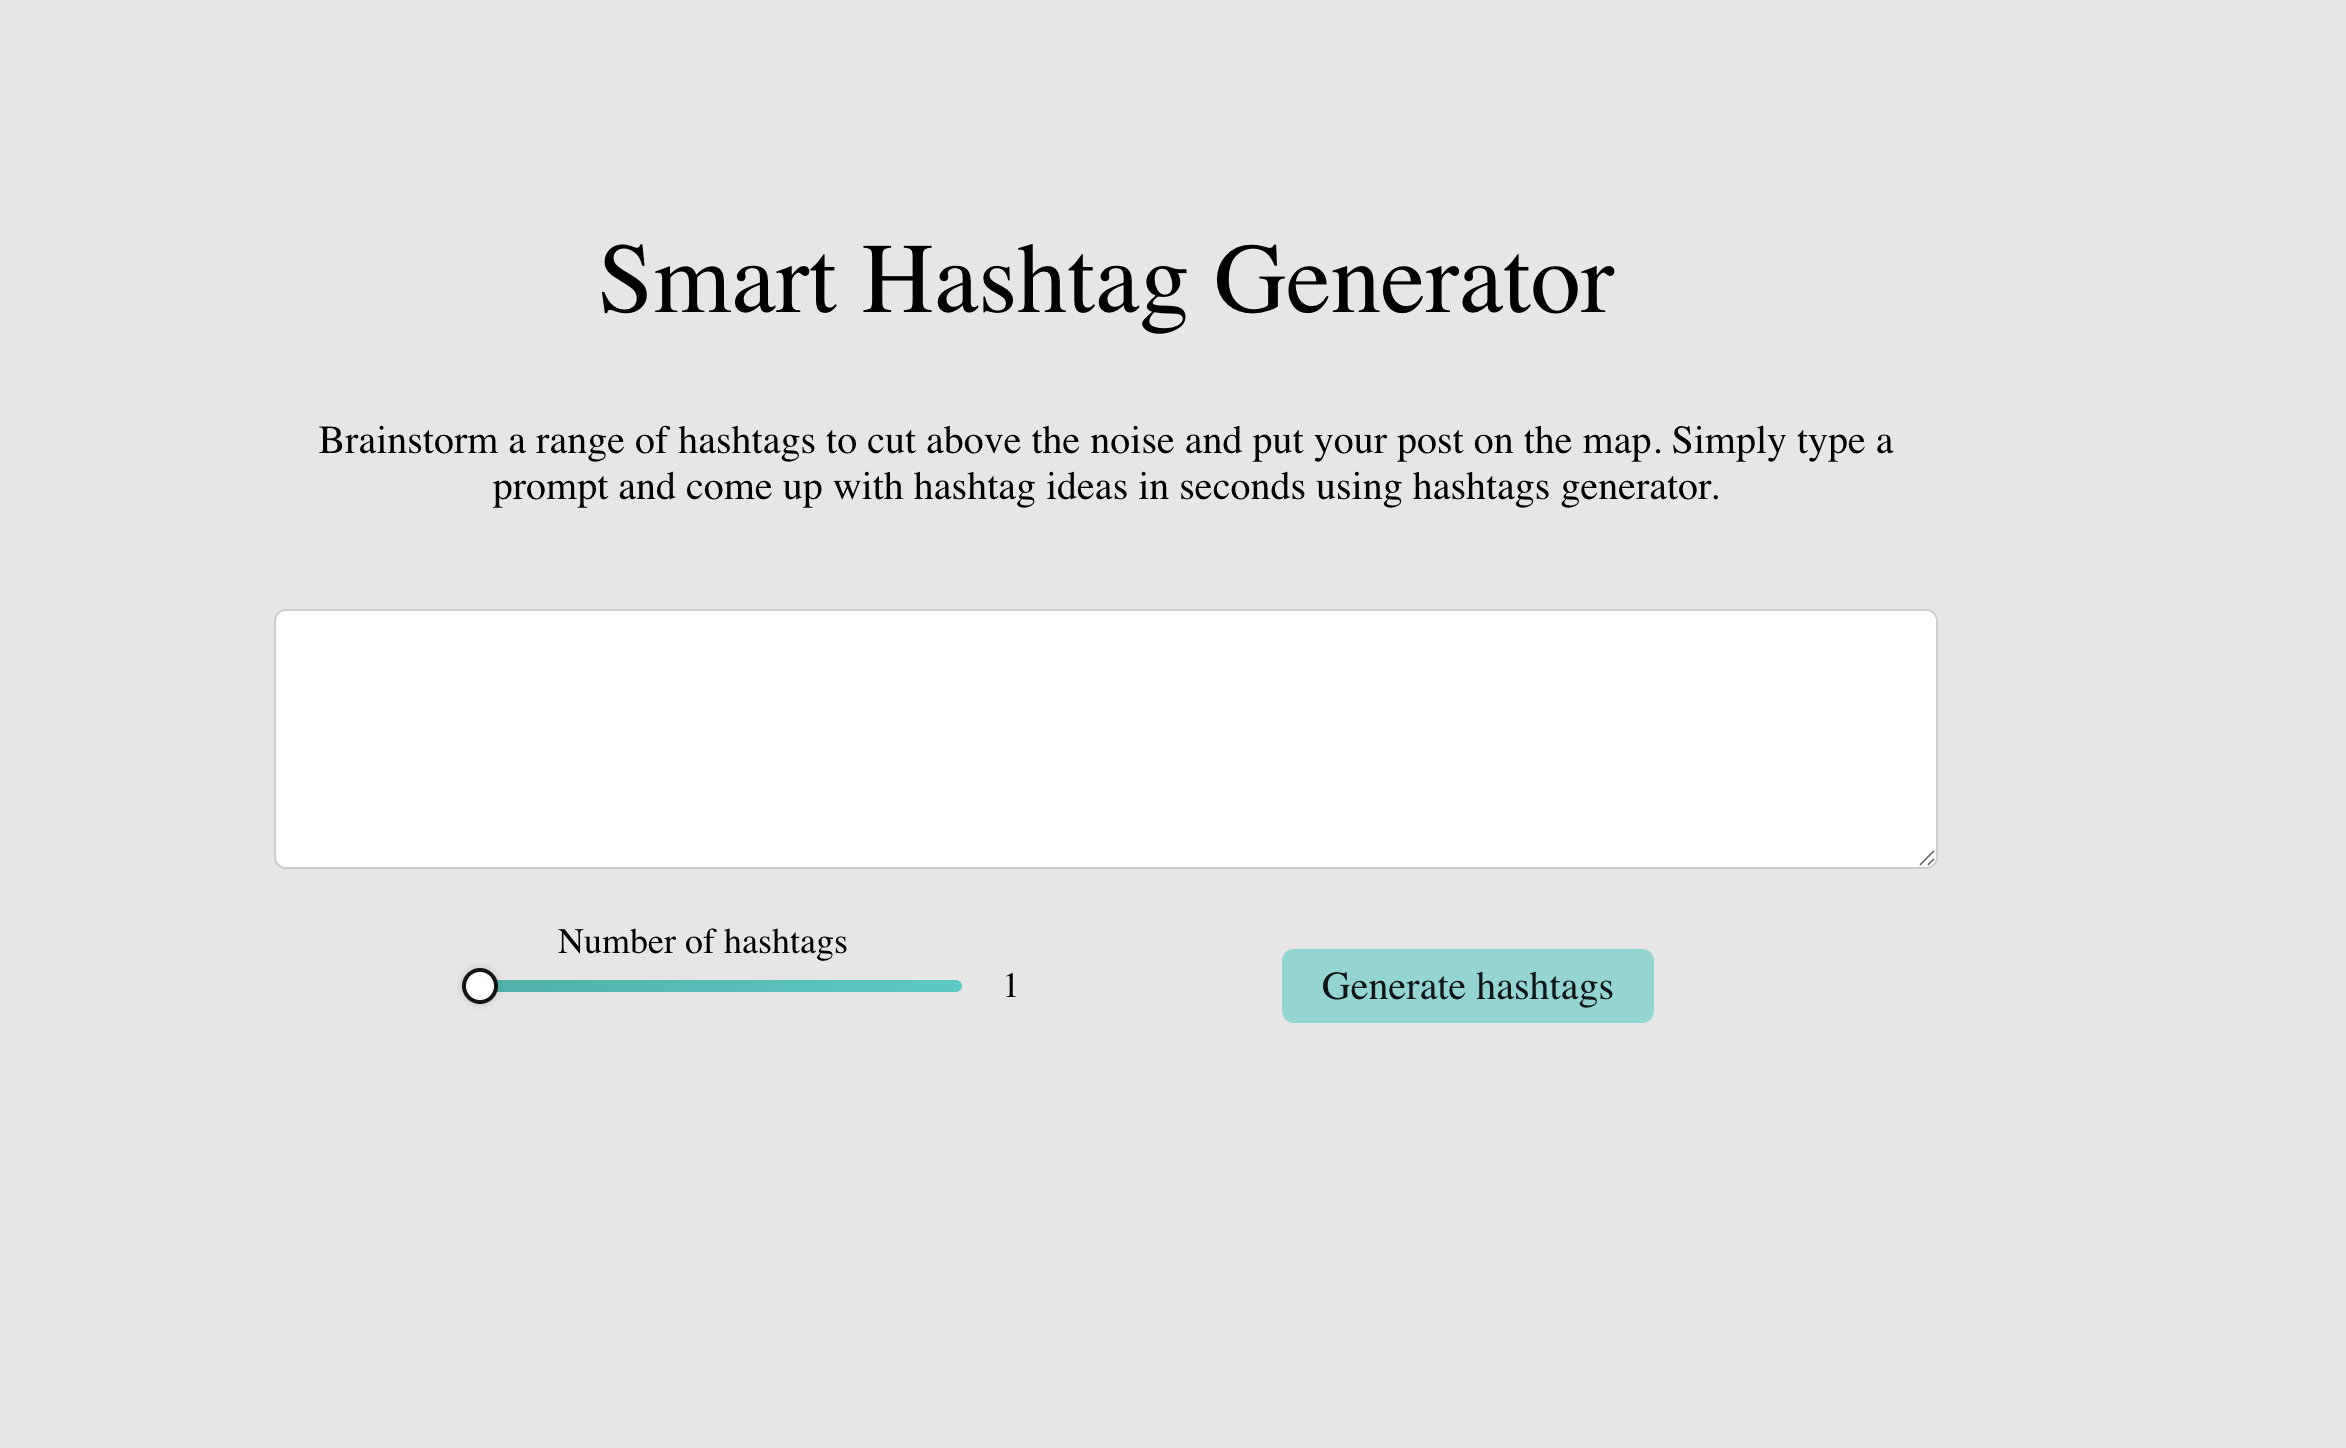 Smart Hashtag Generator
Brainstorm a range of hashtags to cut above the noise and put your post on the map. Simply type a
prompt and come up with hashtag ideas in seconds using hashtags generator.
Number of hashtags
1
Generate hashtags